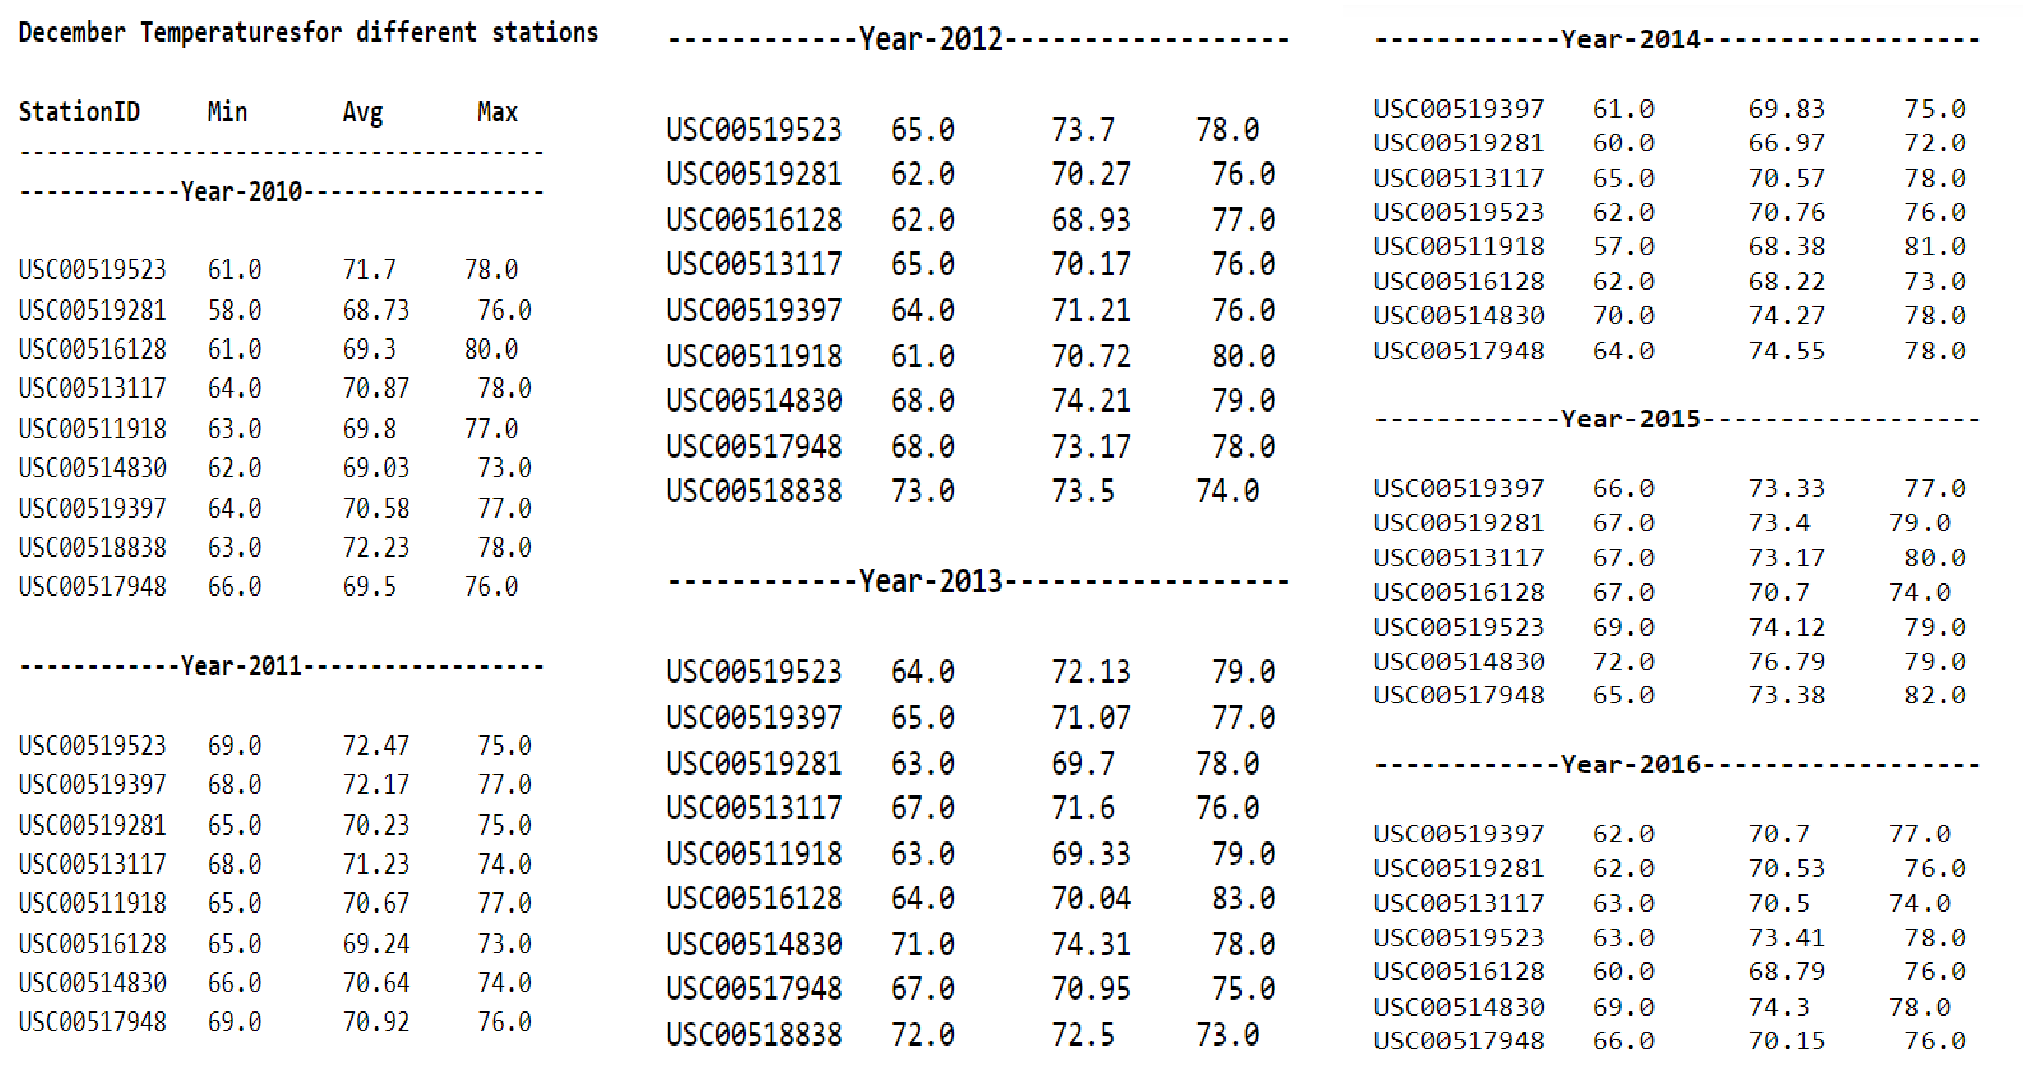 December Temperaturesfor different stations
StationID Min Avg Max
---------------------------------------
------------Year-2010------------------
USC00519523 61.0 71.7 78.0
USC00519281 58.0 68.73 76.0
USC00516128 61.0 69.3 80.0
USC00513117 64.0 70.87 78.0
USC00511918 63.0 69.8 77.0
USC00514830 62.0 69.03 73.0
USC00519397 64.0 70.58 77.0
USC00518838 63.0 72.23 78.0
USC00517948 66.0 69.5 76.0
------------Year-2011------------------
USC00519523 69.0 72.47 75.0
USC00519397 68.0 72.17 77.0
USC00519281 65.0 70.23 75.0
USC00513117 68.0 71.23 74.0
USC00511918 65.0 70.67 77.0
USC00516128 65.0 69.24 73.0
USC00514830 66.0 70.64 74.0
USC00517948 69.0 70.92 76.0
------------Year-2012------------------
USC00519523 65.0 73.7 78.0
USC00519281 62.0 70.27 76.0
USC00516128 62.0 68.93 77.0
USC00513117 65.0 70.17 76.0
USC00519397 64.0 71.21 76.0
USC00511918 61.0 70.72 80.0
USC00514830 68.0 74.21 79.0
USC00517948 68.0 73.17 78.0
USC00518838 73.0 73.5 74.0
------------Year-2013------------------
USC00519523 64.0 72.13 79.0
USC00519397 65.0 71.07 77.0
USC00519281 63.0 69.7 78.0
USC00513117 67.0 71.6 76.0
USC00511918 63.0 69.33 79.0
USC00516128 64.0 70.04 83.0
USC00514830 71.0 74.31 78.0
USC00517948 67.0 70.95 75.0
USC00518838 72.0 72.5 73.0
------------Year-2014------------------
USC00519397 61.0 69.83 75.0
USC00519281 60.0 66.97 72.0
USC00513117 65.0 70.57 78.0
USC00519523 62.0 70.76 76.0
USC00511918 57.0 68.38 81.0
USC00516128 62.0 68.22 73.0
USC00514830 70.0 74.27 78.0
USC00517948 64.0 74.55 78.0
------------Year-2015------------------
USC00519397 66.0 73.33 77.0
USC00519281 67.0 73.4 79.0
USC00513117 67.0 73.17 80.0
USC00516128 67.0 70.7 74.0
USC00519523 69.0 74.12 79.0
USC00514830 72.0 76.79 79.0
USC00517948 65.0 73.38 82.0
------------Year-2016------------------
USC00519397 62.0 70.7 77.0
USC00519281 62.0 70.53 76.0
USC00513117 63.0 70.5 74.0
USC00519523 63.0 73.41 78.0
USC00516128 60.0 68.79 76.0
USC00514830 69.0 74.3 78.0
USC00517948 66.0 70.15 76.0